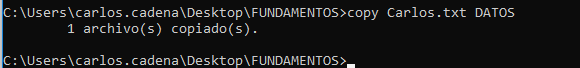 C:\Users\carlos.cadena\Desktop\FUNDAMENTOS>copy Carlos.txt DATOS
        1 archivo(s) copiado(s).
C:\Users\carlos.cadena\Desktop\FUNDAMENTOS>